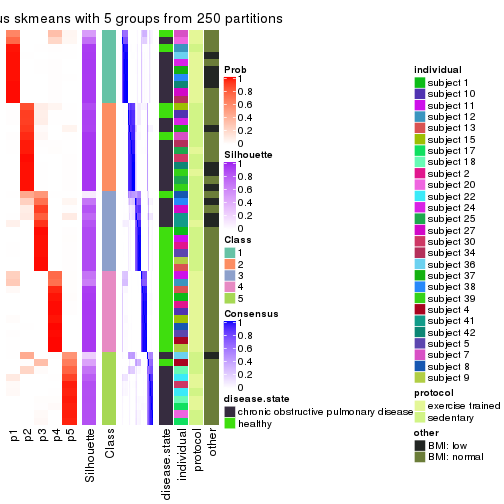 us skmeans with 5 groups from 250 partitions
p1
p2
p3
p4
p5
Silhouette
Class
disease.state
individual
protocol
other
Prob
1
0.8
0.6
0.4
0.2
0
Silhouette
1
0.8
0.6
0.4
0.2
0
Class
1
2
3
4
5
Consensus
1
0.8
0.6
0.4
0.2
0
disease.state
chronic obstructive pulmonary disease
healthy
individual
subject 1
subject 10
subject 11
subject 12
subject 13
subject 15
subject 17
subject 18
subject 2
subject 20
subject 22
subject 24
subject 25
subject 27
subject 30
subject 34
subject 36
subject 37
subject 38
subject 39
subject 4
subject 41
subject 42
subject 5
subject 7
subject 8
subject 9
protocol
exercise trained
sedentary
other
BMI: low
BMI: normal